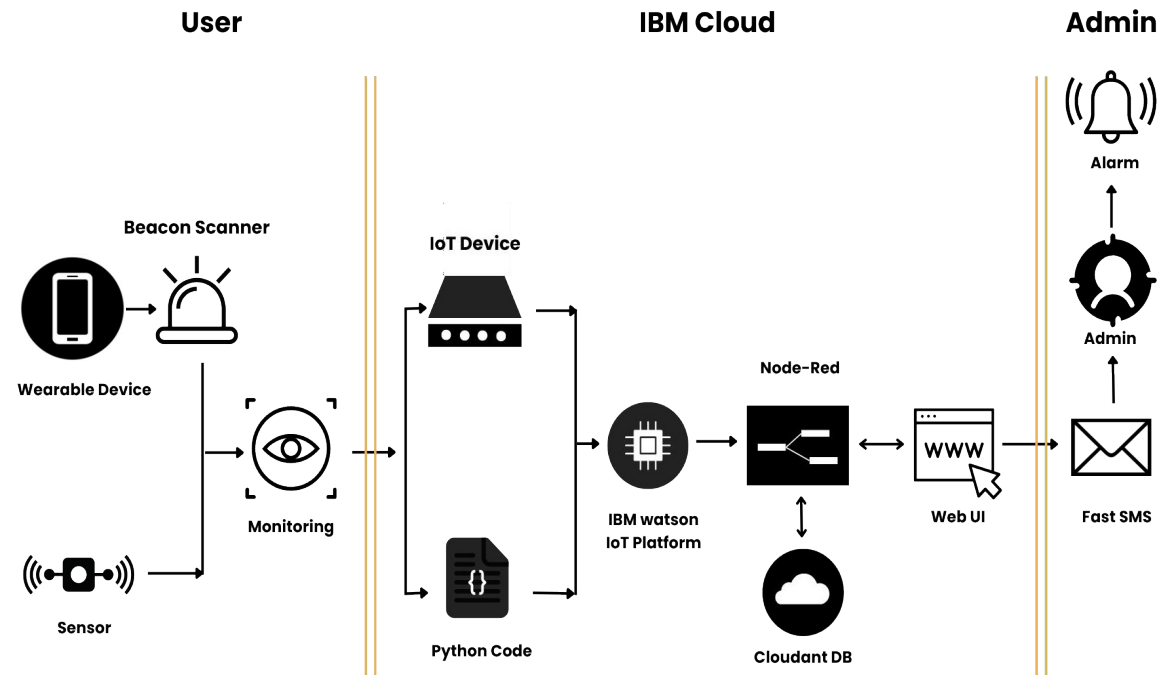 User
IBM Cloud
Admin
Alarm
Beacon Scanner
IoT Device
Admin
Wearable Device
Node-Red
WWW
Monitoring
IBM watson
IoT Platform
Web UI
Fast SMS
{}
Sensor
Python Code
Cloudant DB